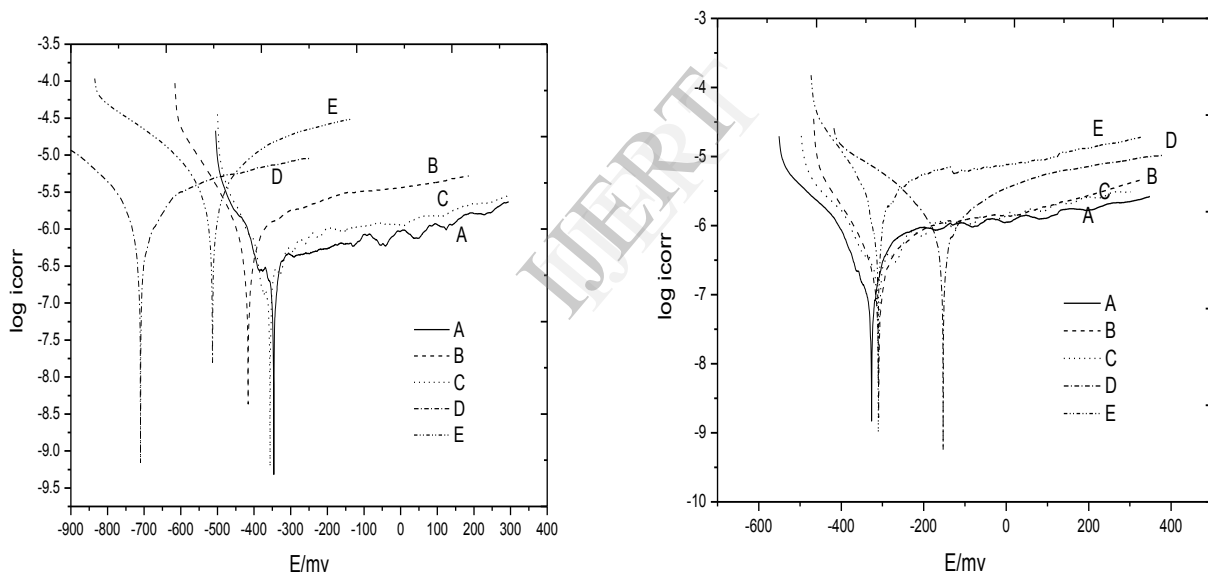 -3.5
-4.0
-4.5
-5.0
-5.5
-6.0
-6.5
-7.0
-7.5
-8.0
-8.5
-9.0
-9.5
log icorr
-900 -800 -700 -600 -500 -400 -300 -200 -100 0 100 200 300 400
E/mv
E
D
B
C
A
A
B
C
D
E
IJERT
-3
-4
-5
-6
-7
-8
-9
-10
log icorr
-600 -400 -200 0 200 400
E/mv
E
D
C
B
A
A
B
C
D
E